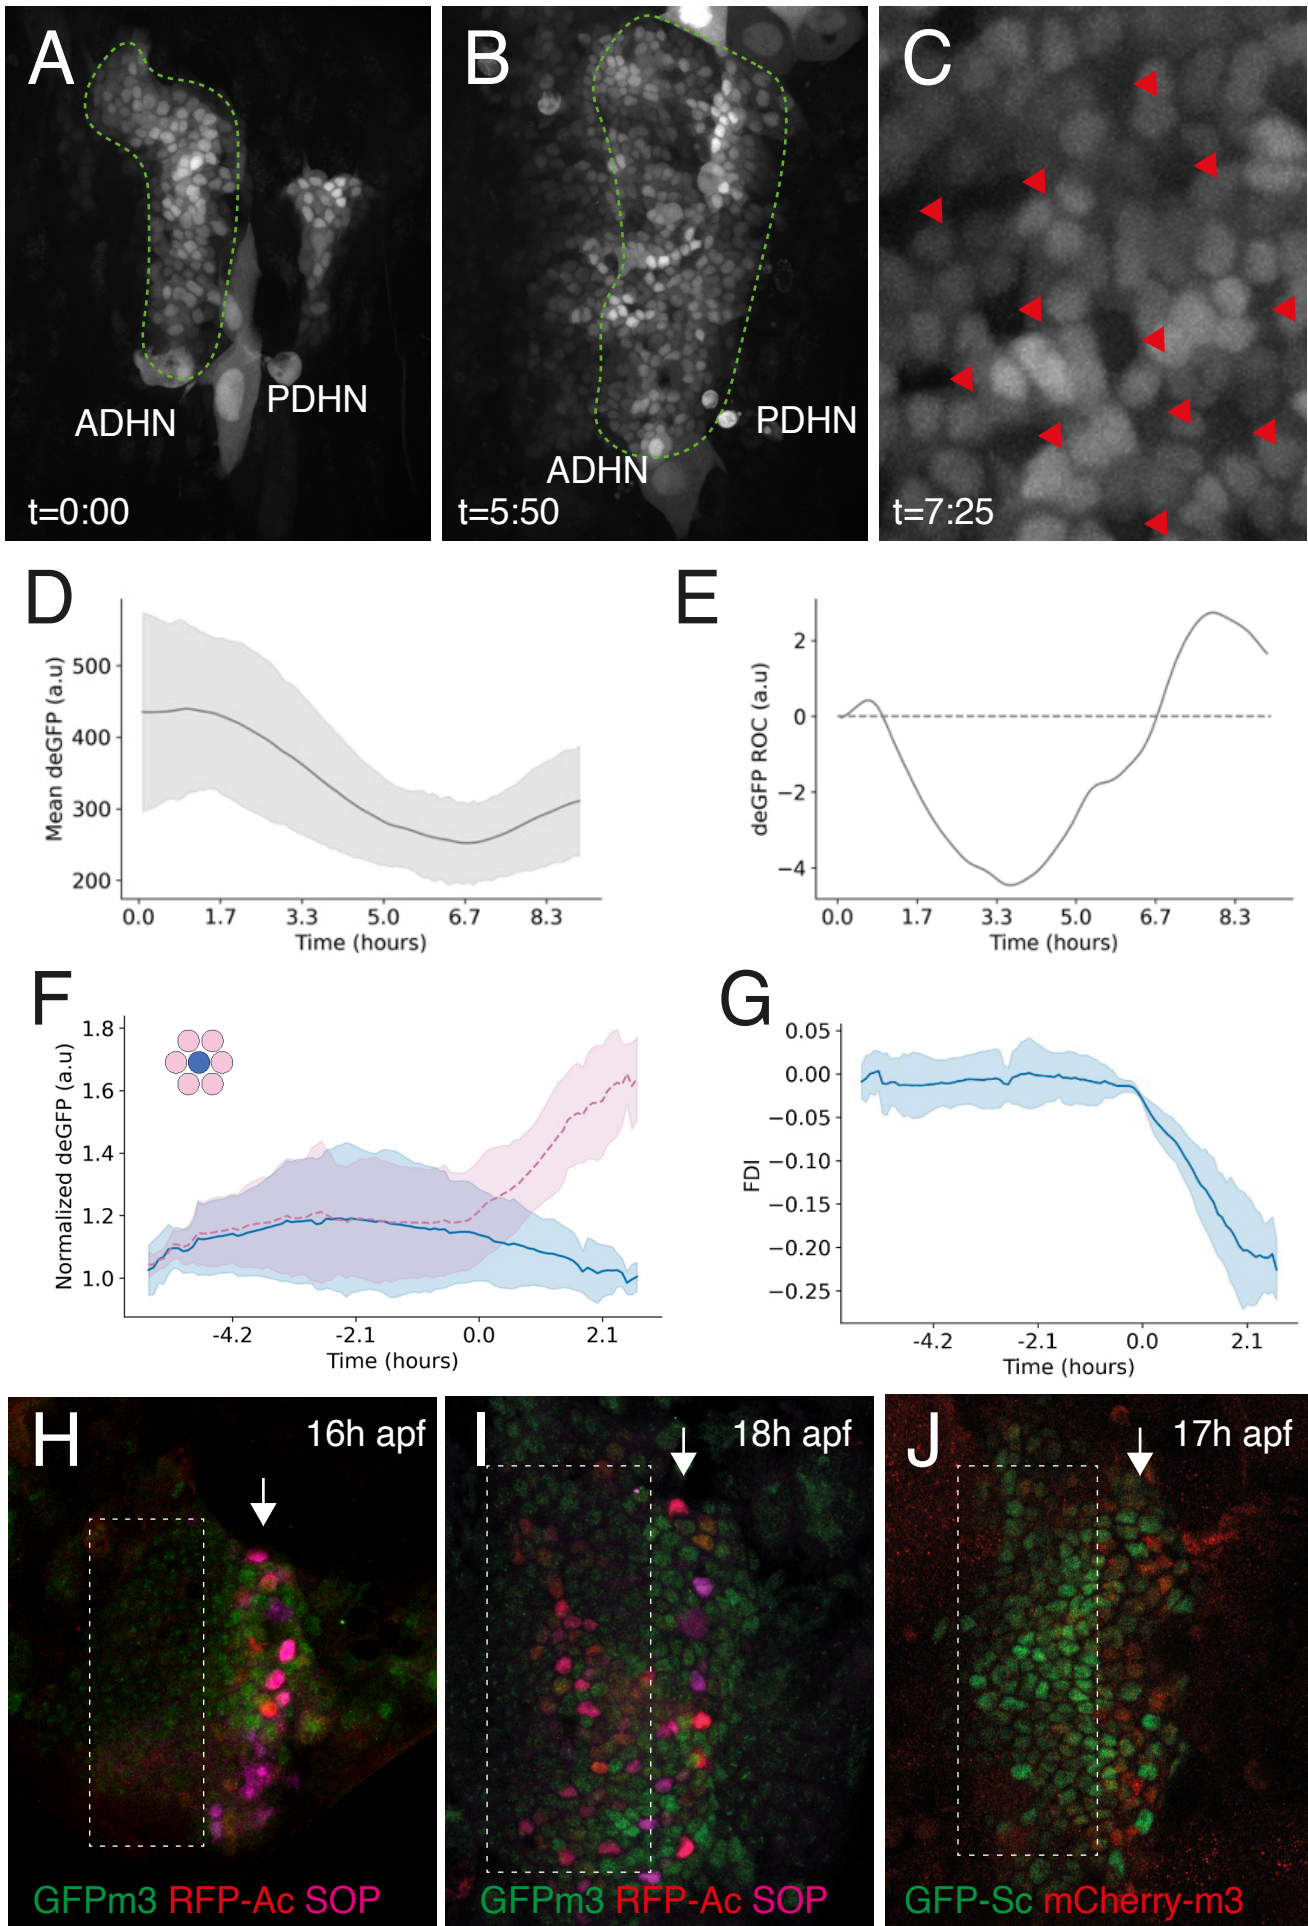 A
ADHN
PDHN
t=0:00
B
PDHN
ADHN
t=5:50
C
t=7:25
D
Mean deGFP (a.u)
500
400
300
200
0.0 1.7 3.3 5.0 6.7 8.3
Time (hours)
E
deGFP ROC (a.u)
2
0
−2
−4
0.0 1.7 3.3 5.0 6.7 8.3
Time (hours)
F
Normalized deGFP (a.u)
1.8
1.6
1.4
1.2
1.0
-4.2 -2.1 0.0 2.1
Time (hours)
G
FDI
0.05
0.00
−0.05
−0.10
−0.15
−0.20
−0.25
-4.2 -2.1 0.0 2.1
Time (hours)
H
16h apf
GFPm3 RFP-Ac SOP
I
18h apf
GFPm3 RFP-Ac SOP
J
17h apf
GFP-Sc mCherry-m3